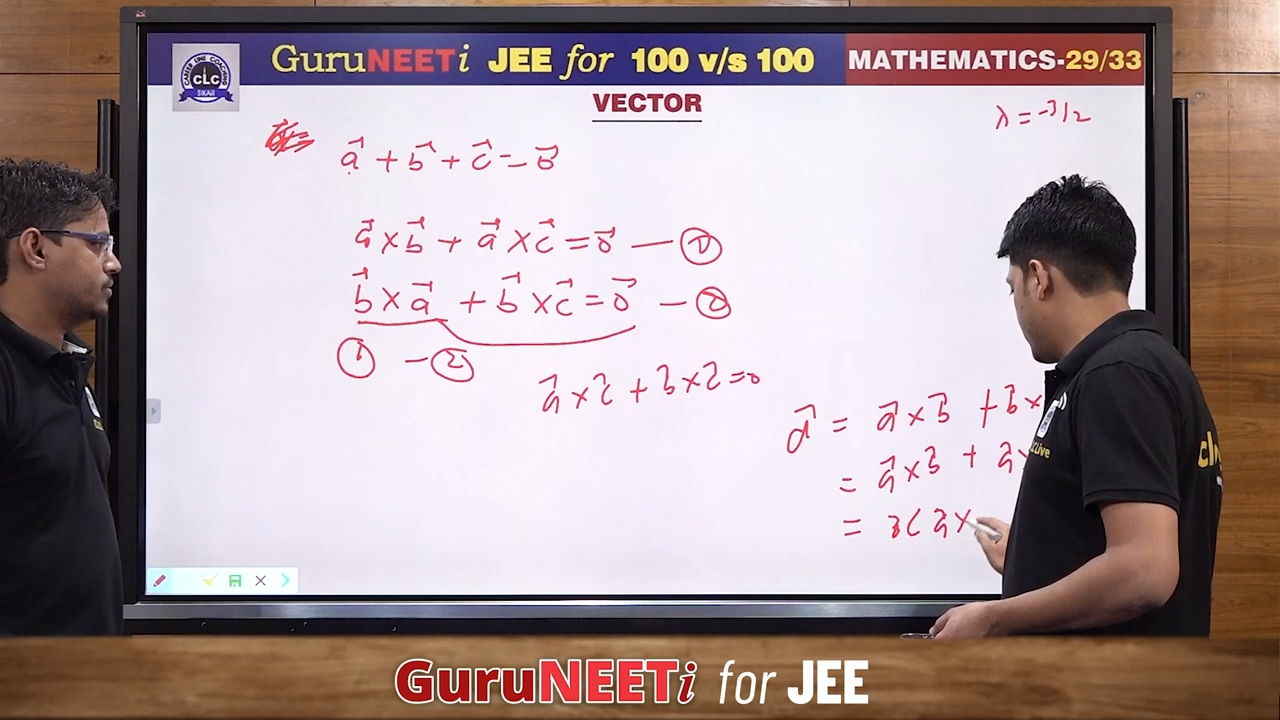 GuruNEETi JEE for 100 v/s 100
MATHEMATICS-29/33
CLC
SIKAR
VECTOR
λ = -3/2
a⃗ + b⃗ + c⃗ = 0⃗
a⃗ × b⃗ + a⃗ × c⃗ = 0⃗ — ①
b⃗ × a⃗ + b⃗ × c⃗ = 0⃗ — ②
① - ②
a⃗ × c⃗ + b⃗ × c⃗ = 0
d⃗ = a⃗ × b⃗ + b⃗ ×
= a⃗ × b⃗ + a⃗ ×
= 3( a⃗ ×
GuruNEETi for JEE